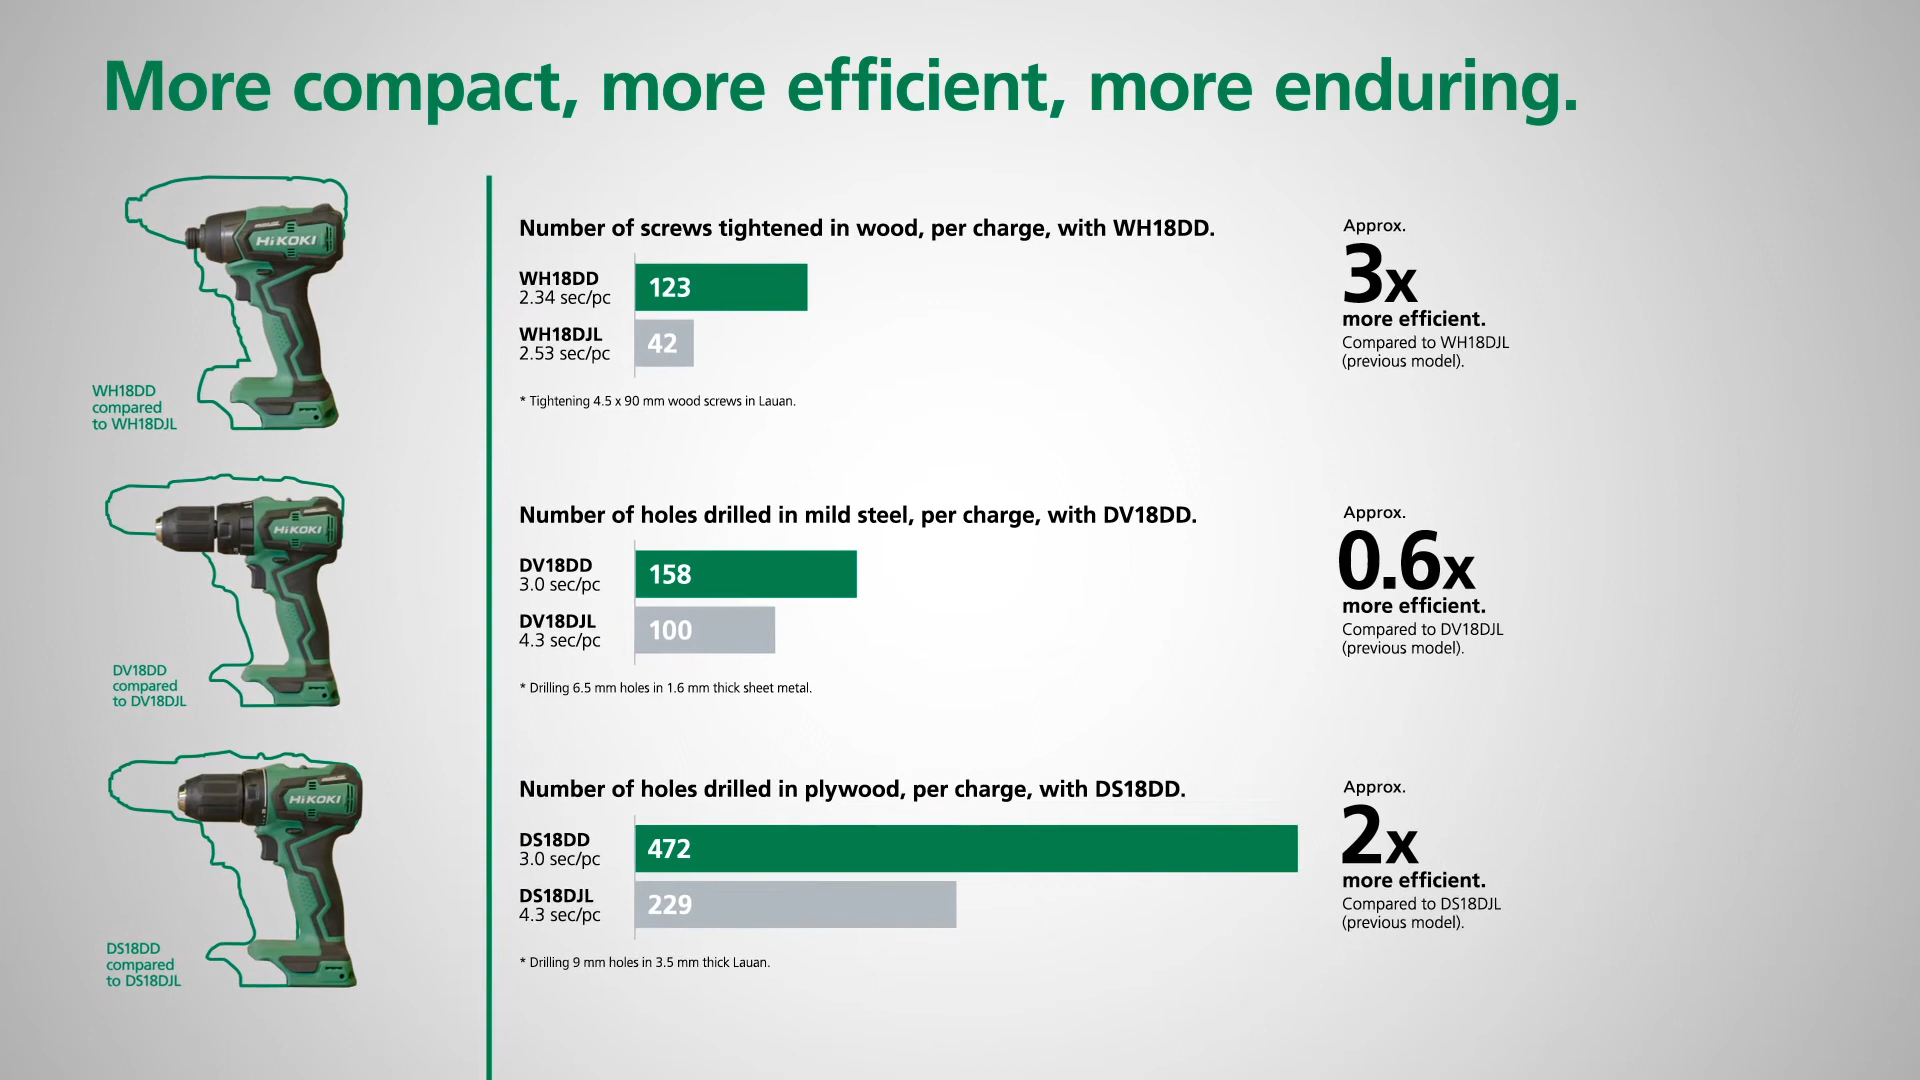 More compact, more efficient, more enduring.
HiKOKI
WH18DD
compared
to WH18DJL
Number of screws tightened in wood, per charge, with WH18DD.
WH18DD
2.34 sec/pc
123
WH18DJL
2.53 sec/pc
42
* Tightening 4.5 x 90 mm wood screws in Lauan.
Approx.
3x
more efficient.
Compared to WH18DJL
(previous model).
HiKOKI
DV18DD
compared
to DV18DJL
Number of holes drilled in mild steel, per charge, with DV18DD.
DV18DD
3.0 sec/pc
158
DV18DJL
4.3 sec/pc
100
* Drilling 6.5 mm holes in 1.6 mm thick sheet metal.
Approx.
0.6x
more efficient.
Compared to DV18DJL
(previous model).
HiKOKI
DS18DD
compared
to DS18DJL
Number of holes drilled in plywood, per charge, with DS18DD.
DS18DD
3.0 sec/pc
472
DS18DJL
4.3 sec/pc
229
* Drilling 9 mm holes in 3.5 mm thick Lauan.
Approx.
2x
more efficient.
Compared to DS18DJL
(previous model).